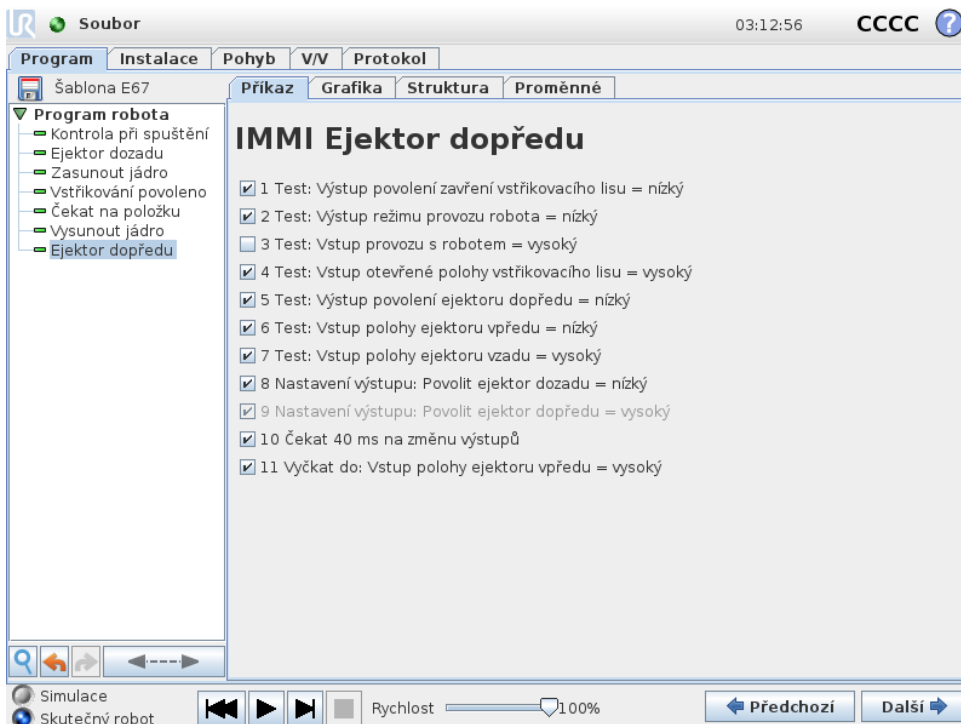 UR Soubor 03:12:56 CCCC ?
Program Instalace Pohyb V/V Protokol
Šablona E67
Příkaz Grafika Struktura Proměnné
Program robota
Kontrola při spuštění
Ejektor dozadu
Zasunout jádro
Vstřikování povoleno
Čekat na položku
Vysunout jádro
Ejektor dopředu
IMMI Ejektor dopředu
1 Test: Výstup povolení zavření vstřikovacího lisu = nízký
2 Test: Výstup režimu provozu robota = nízký
3 Test: Vstup provozu s robotem = vysoký
4 Test: Vstup otevřené polohy vstřikovacího lisu = vysoký
5 Test: Výstup povolení ejektoru dopředu = nízký
6 Test: Vstup polohy ejektoru vpředu = nízký
7 Test: Vstup polohy ejektoru vzadu = vysoký
8 Nastavení výstupu: Povolit ejektor dozadu = nízký
9 Nastavení výstupu: Povolit ejektor dopředu = vysoký
10 Čekat 40 ms na změnu výstupů
11 Vyčkat do: Vstup polohy ejektoru vpředu = vysoký
Simulace
Skutečný robot
Rychlost 100%
Předchozí Další